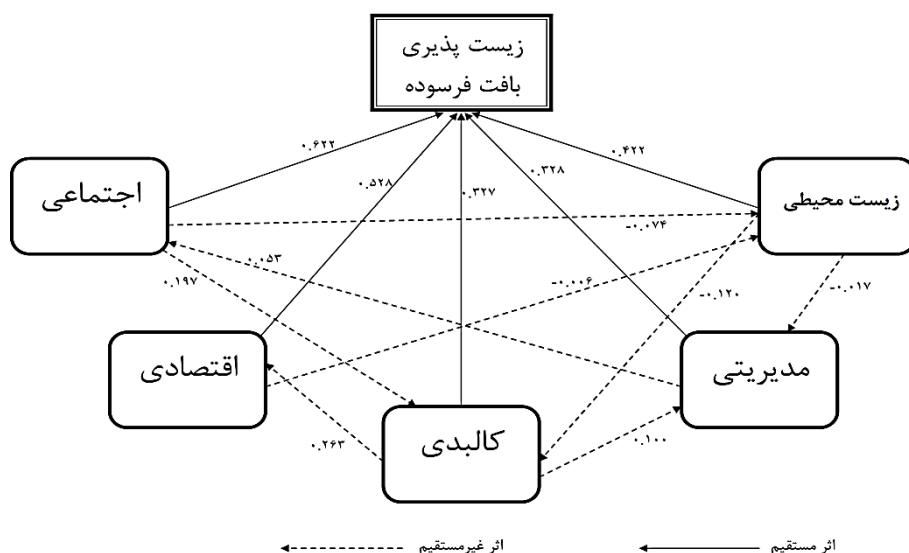 زیست پذیری
بافت فرسوده
۰.۶۲۲
۰.۴۲۲
۰.۵۲۸
۰.۳۲۸
۰.۳۲۷
اجتماعی
زیست محیطی
-۰.۰۷۴
۰.۰۵۳
-۰.۰۰۶
۰.۱۹۷
-۰.۱۲۰
-۰.۰۱۷
اقتصادی
مدیریتی
کالبدی
۰.۲۶۳
۰.۱۰۰
اثر مستقیم
اثر غیرمستقیم